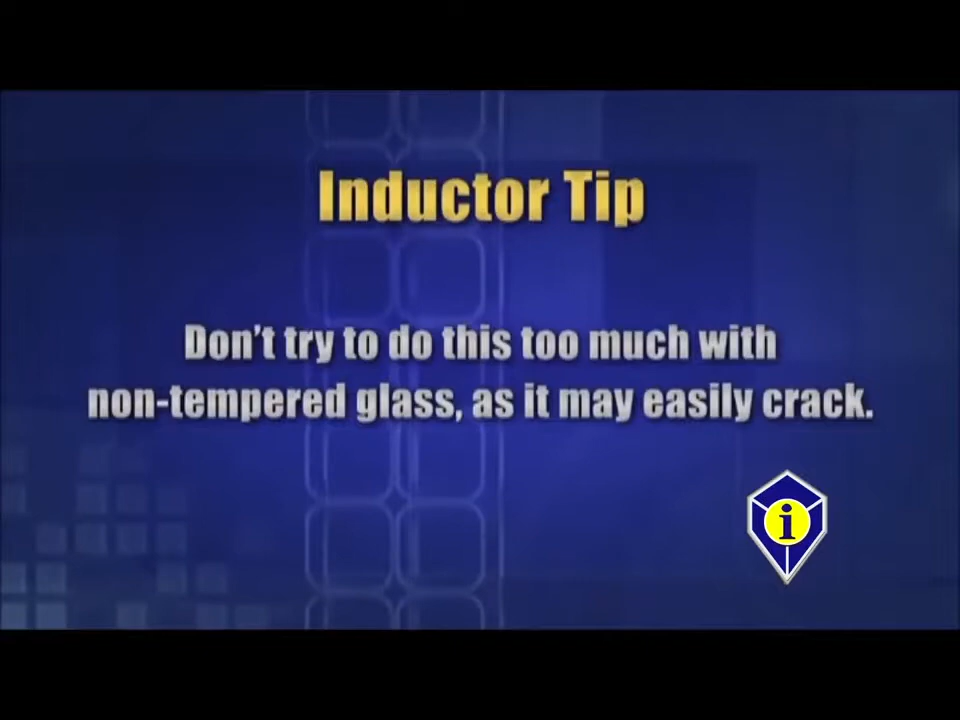 Inductor Tip
Don't try to do this too much with
non-tempered glass, as it may easily crack.
i